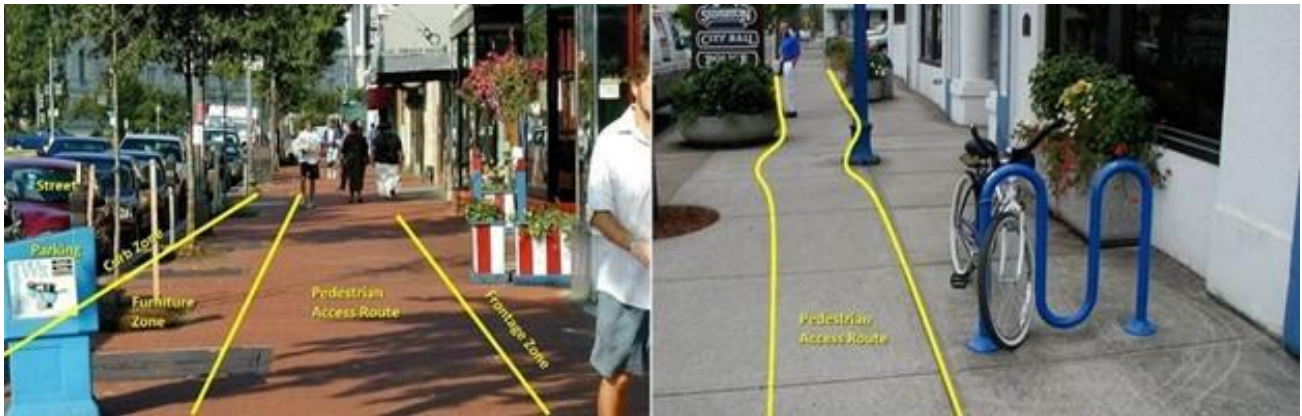 Street
Parking
Curb Zone
Furniture
Zone
Pedestrian
Access Route
Frontage Zone
CITY HALL
Pedestrian
Access Route